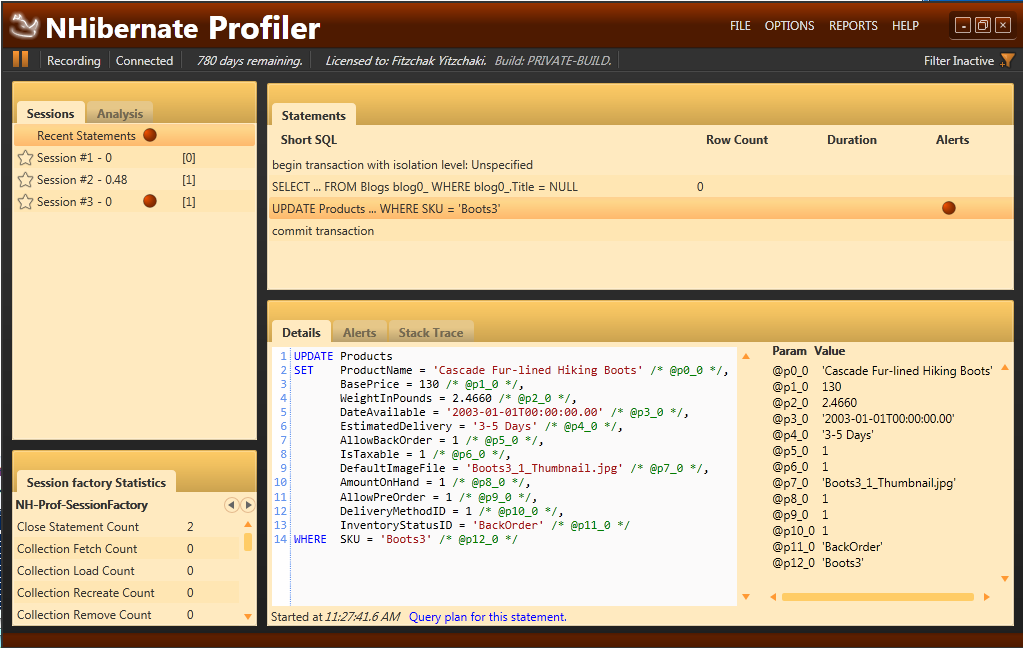 NHibernate Profiler
FILE OPTIONS REPORTS HELP
Recording Connected 780 days remaining. Licensed to: Fitzchak Yitzchaki. Build: PRIVATE-BUILD. Filter Inactive
Sessions Analysis
Recent Statements
Session #1 - 0 [0]
Session #2 - 0.48 [1]
Session #3 - 0 [1]
Session factory Statistics
NH-Prof-SessionFactory
Close Statement Count 2
Collection Fetch Count 0
Collection Load Count 0
Collection Recreate Count 0
Collection Remove Count 0
Statements
Short SQL Row Count Duration Alerts
begin transaction with isolation level: Unspecified
SELECT ... FROM Blogs blog0_ WHERE blog0_.Title = NULL 0
UPDATE Products ... WHERE SKU = 'Boots3'
commit transaction
Details Alerts Stack Trace
1 UPDATE Products
2 SET ProductName = 'Cascade Fur-lined Hiking Boots' /* @p0_0 */,
3 BasePrice = 130 /* @p1_0 */,
4 WeightInPounds = 2.4660 /* @p2_0 */,
5 DateAvailable = '2003-01-01T00:00:00.00' /* @p3_0 */,
6 EstimatedDelivery = '3-5 Days' /* @p4_0 */,
7 AllowBackOrder = 1 /* @p5_0 */,
8 IsTaxable = 1 /* @p6_0 */,
9 DefaultImageFile = 'Boots3_1_Thumbnail.jpg' /* @p7_0 */,
10 AmountOnHand = 1 /* @p8_0 */,
11 AllowPreOrder = 1 /* @p9_0 */,
12 DeliveryMethodID = 1 /* @p10_0 */,
13 InventoryStatusID = 'BackOrder' /* @p11_0 */
14 WHERE SKU = 'Boots3' /* @p12_0 */
Param Value
@p0_0 'Cascade Fur-lined Hiking Boots'
@p1_0 130
@p2_0 2.4660
@p3_0 '2003-01-01T00:00:00.00'
@p4_0 '3-5 Days'
@p5_0 1
@p6_0 1
@p7_0 'Boots3_1_Thumbnail.jpg'
@p8_0 1
@p9_0 1
@p10_0 1
@p11_0 'BackOrder'
@p12_0 'Boots3'
Started at 11:27:41.6 AM Query plan for this statement.